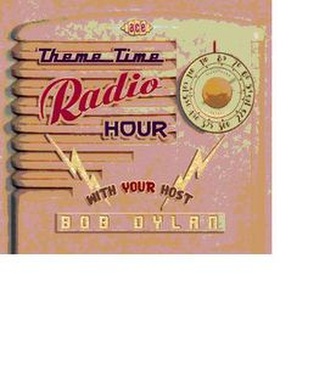 ace
Theme Time
Radio
HOUR
WITH YOUR HOST
BOB DYLAN